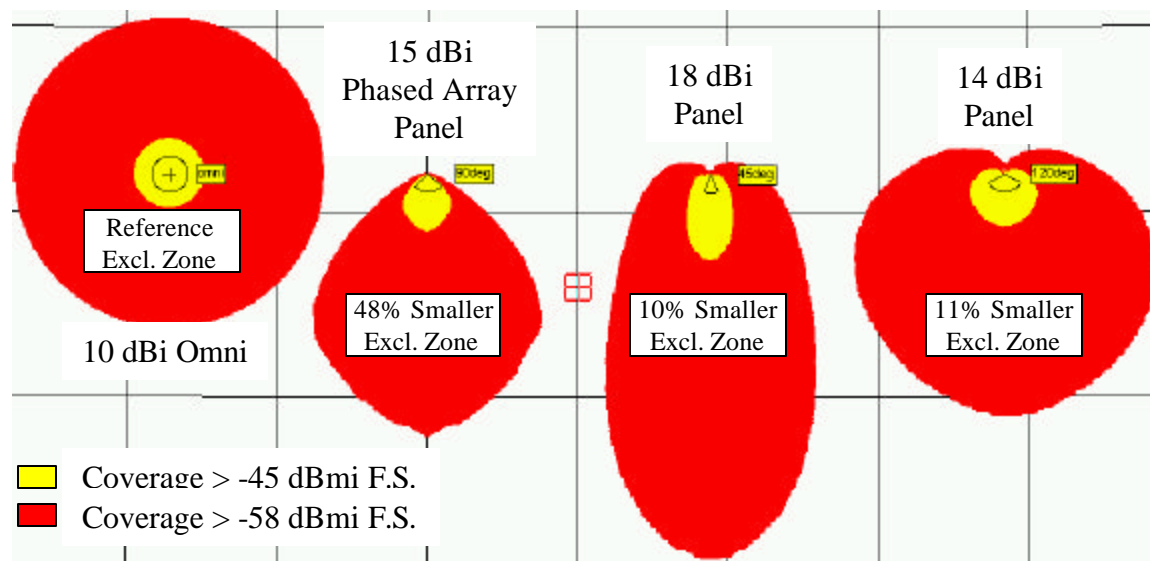 15 dBi
Phased Array
Panel
18 dBi
Panel
14 dBi
Panel
omni
90deg
45deg
120deg
Reference
Excl. Zone
48% Smaller
Excl. Zone
10% Smaller
Excl. Zone
11% Smaller
Excl. Zone
10 dBi Omni
Coverage > -45 dBmi F.S.
Coverage > -58 dBmi F.S.